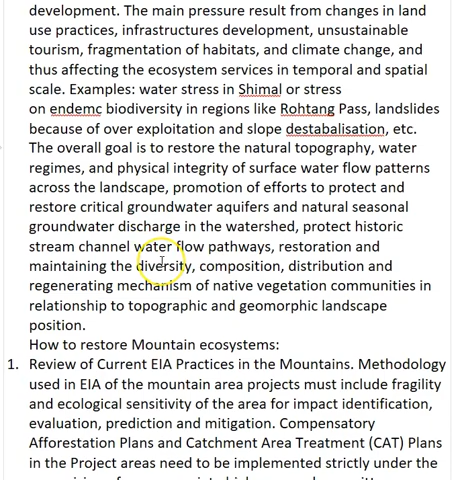 development. The main pressure result from changes in land
use practices, infrastructures development, unsustainable
tourism, fragmentation of habitats, and climate change, and
thus affecting the ecosystem services in temporal and spatial
scale. Examples: water stress in Shimal or stress
on endemc biodiversity in regions like Rohtang Pass, landslides
because of over exploitation and slope destabalisation, etc.
The overall goal is to restore the natural topography, water
regimes, and physical integrity of surface water flow patterns
across the landscape, promotion of efforts to protect and
restore critical groundwater aquifers and natural seasonal
groundwater discharge in the watershed, protect historic
stream channel water flow pathways, restoration and
maintaining the diversity, composition, distribution and
regenerating mechanism of native vegetation communities in
relationship to topographic and geomorphic landscape
position.
How to restore Mountain ecosystems:
1. Review of Current EIA Practices in the Mountains. Methodology
used in EIA of the mountain area projects must include fragility
and ecological sensitivity of the area for impact identification,
evaluation, prediction and mitigation. Compensatory
Afforestation Plans and Catchment Area Treatment (CAT) Plans
in the Project areas need to be implemented strictly under the